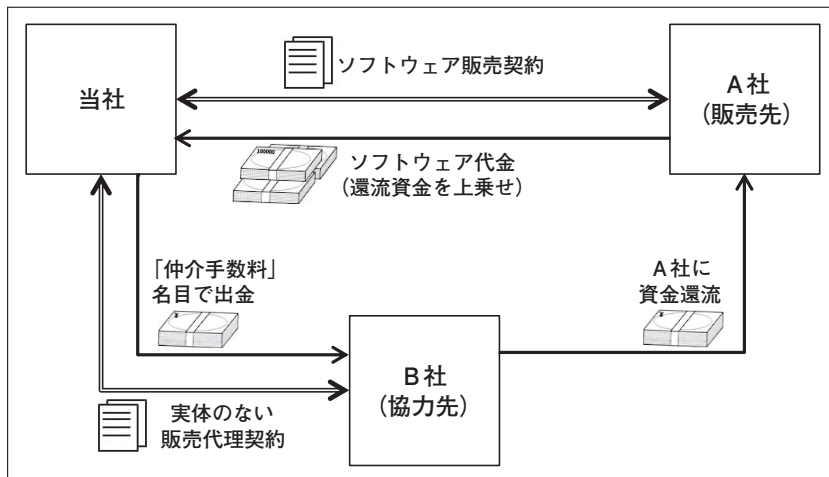 当社
ソフトウェア販売契約
A社
(販売先)
100000
ソフトウェア代金
(還流資金を上乗せ)
「仲介手数料」
名目で出金
¥
A社に
資金還流
¥
B社
(協力先)
実体のない
販売代理契約